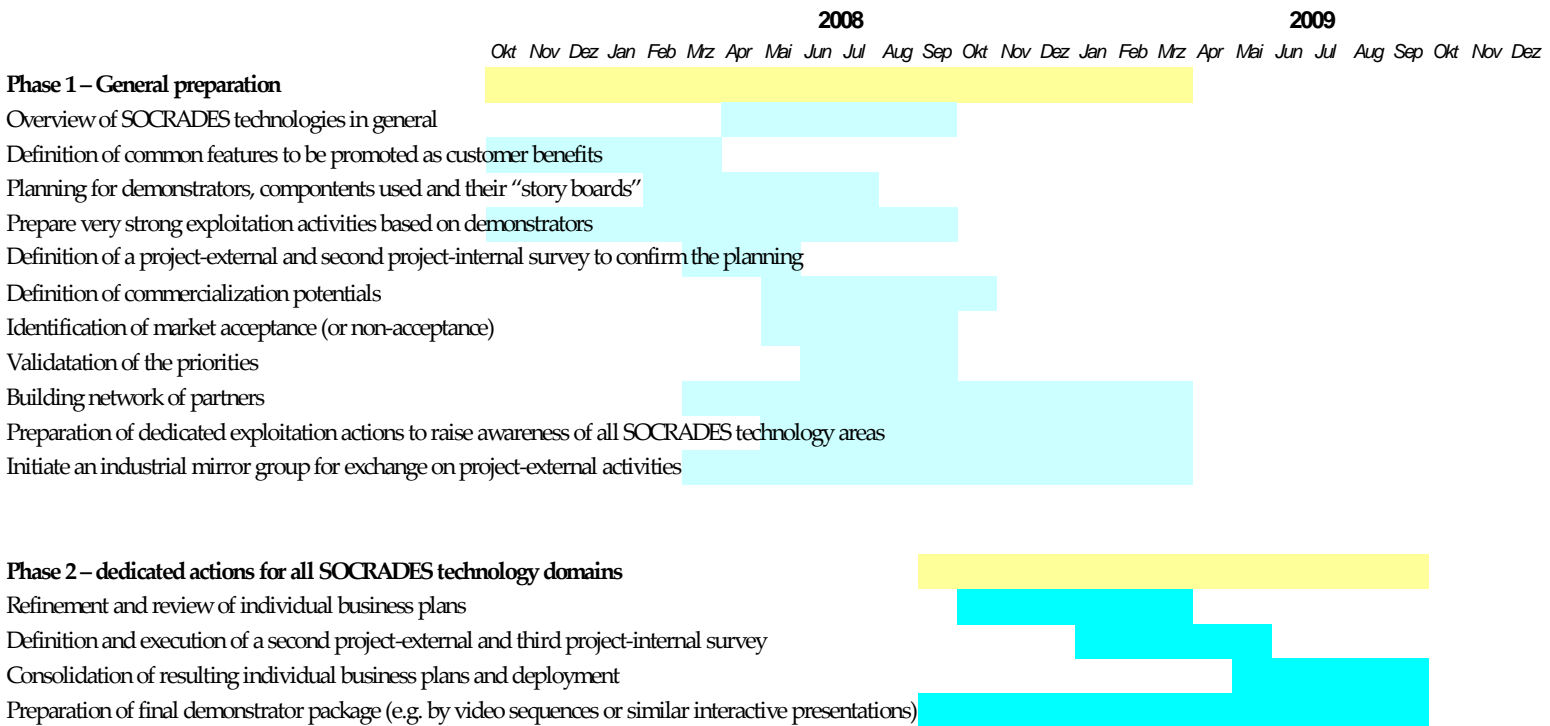 2008 2009
Okt Nov Dez Jan Feb Mrz Apr Mai Jun Jul Aug Sep Okt Nov Dez Jan Feb Mrz Apr Mai Jun Jul Aug Sep Okt Nov Dez
Phase 1 – General preparation
Overview of SOCRADES technologies in general
Definition of common features to be promoted as customer benefits
Planning for demonstrators, compontents used and their “story boards”
Prepare very strong exploitation activities based on demonstrators
Definition of a project-external and second project-internal survey to confirm the planning
Definition of commercialization potentials
Identification of market acceptance (or non-acceptance)
Validatation of the priorities
Building network of partners
Preparation of dedicated exploitation actions to raise awareness of all SOCRADES technology areas
Initiate an industrial mirror group for exchange on project-external activities
Phase 2 – dedicated actions for all SOCRADES technology domains
Refinement and review of individual business plans
Definition and execution of a second project-external and third project-internal survey
Consolidation of resulting individual business plans and deployment
Preparation of final demonstrator package (e.g. by video sequences or similar interactive presentations)